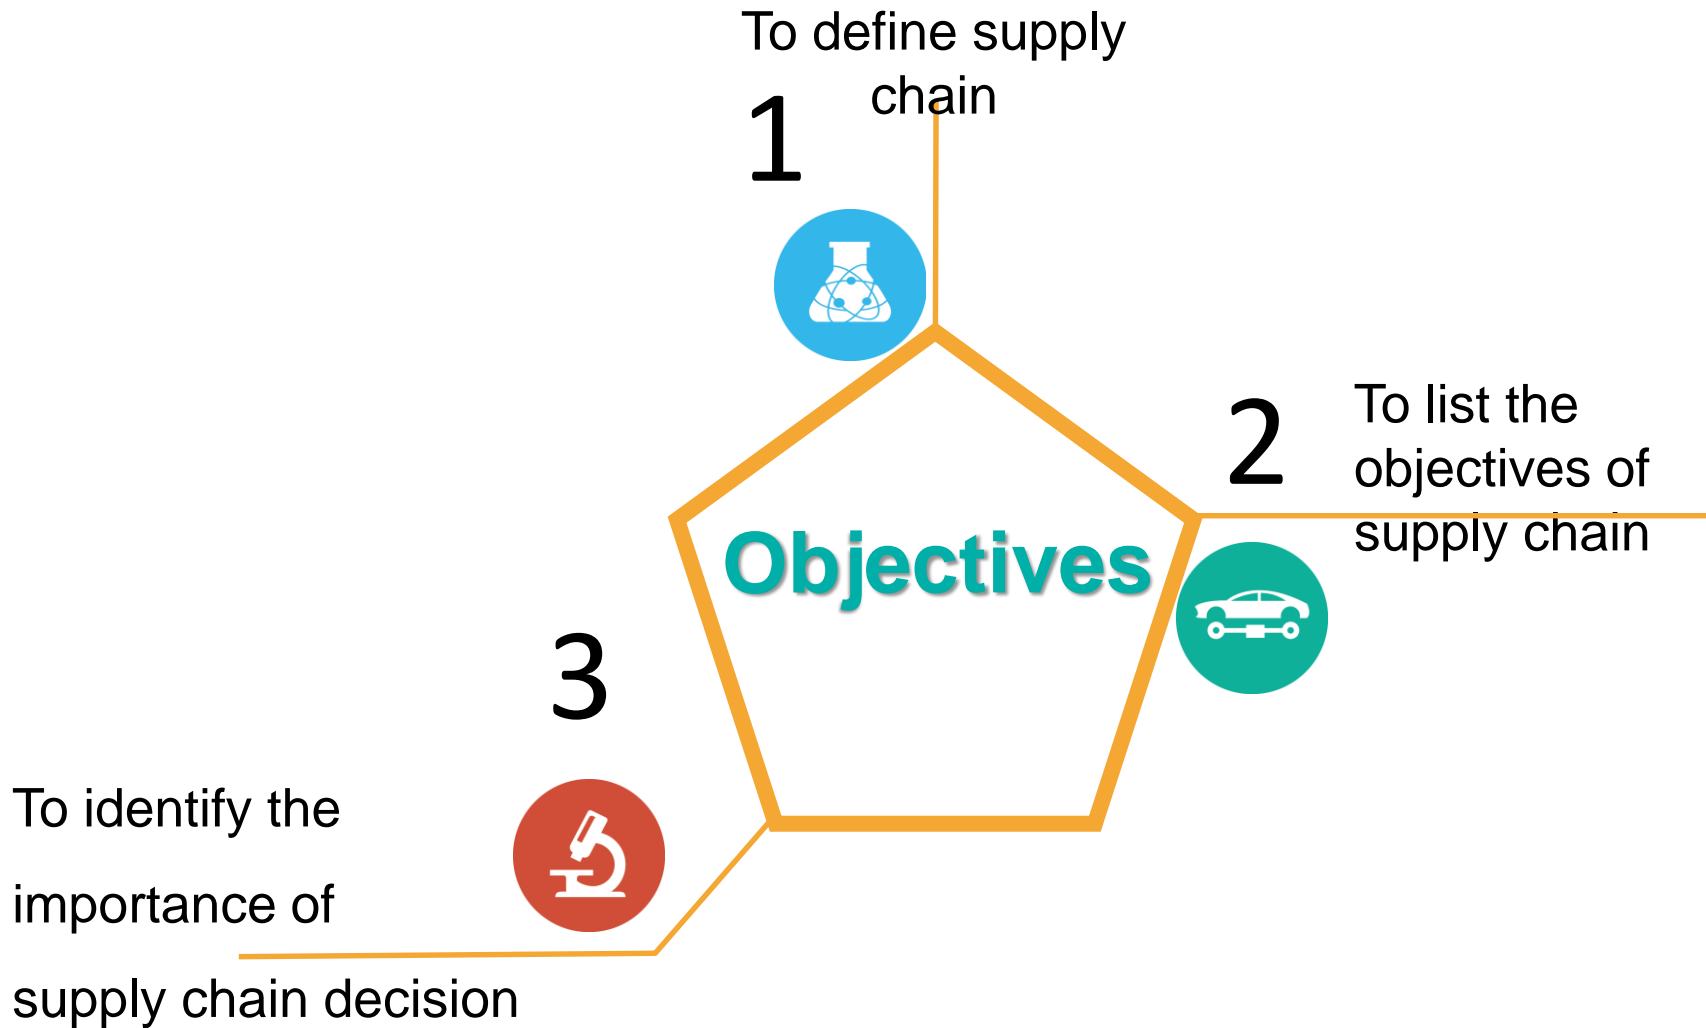 To define supply
chain
1
2
To list the
objectives of
supply chain
Objectives
3
To identify the
importance of
supply chain decision